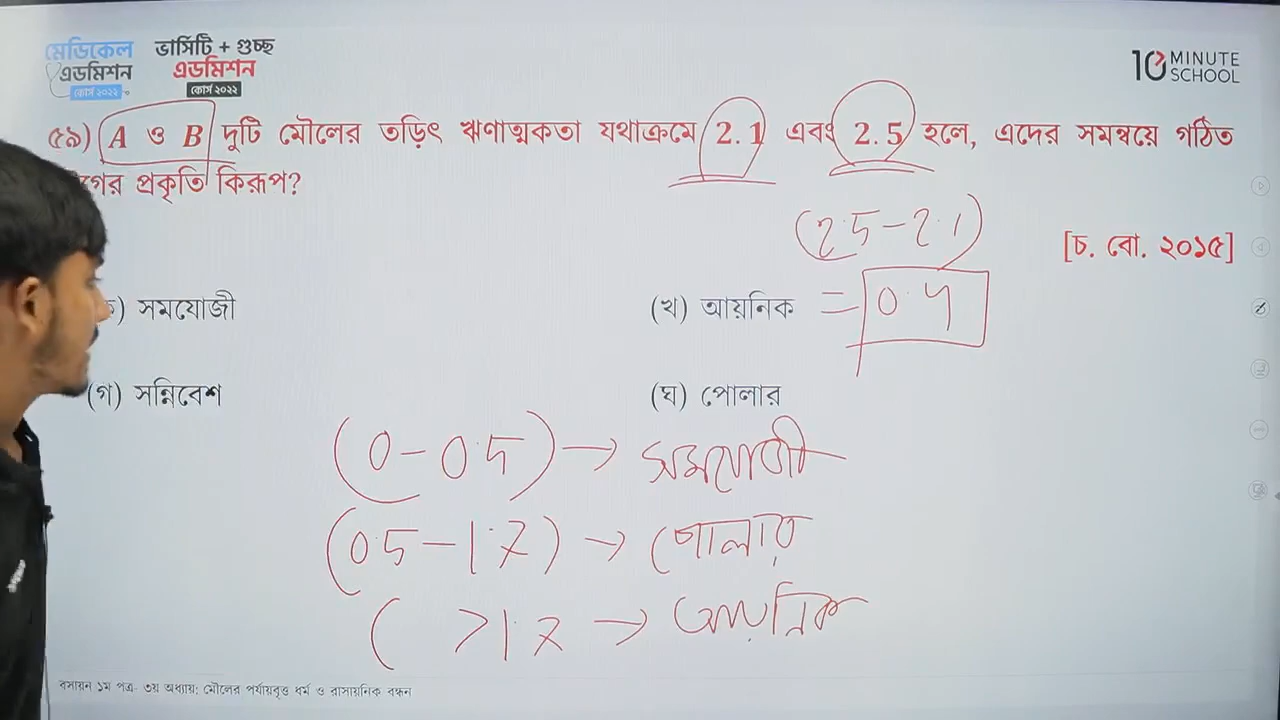 মেডিকেল
এডমিশন
কোর্স ২০২২
ভার্সিটি + গুচ্ছ
এডমিশন
কোর্স ২০২২
10 MINUTE SCHOOL
৫৯) A ও B দুটি মৌলের তড়িৎ ঋণাত্মকতা যথাক্রমে 2.1 এবং 2.5 হলে, এদের সমন্বয়ে গঠিত
প্রকৃতি কিরূপ?
(2.5-2.1)
[চ. বো. ২০১৫]
সমযোজী
(খ) আয়নিক
= 0.4
(গ) সন্নিবেশ
(ঘ) পোলার
(0-0.5) → সমযোজী
(0.5-1.7) → পোলার
( >1.7 → আয়নিক
রসায়ন ১ম পত্র- ৩য় অধ্যায়: মৌলের পর্যায়বৃত্ত ধর্ম ও রাসায়নিক বন্ধন